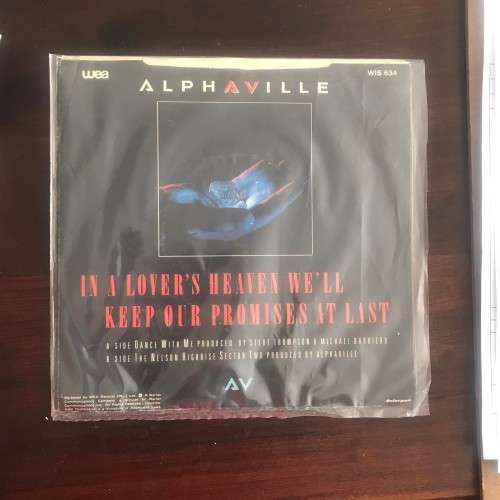 wea
ALPHAVILLE
WIS 634
IN A LOVER'S HEAVEN WE'LL
KEEP OUR PROMISES AT LAST
A SIDE DANCE WITH ME PRODUCED BY STEVE THOMPSON & MICHAEL BARBIERO
A SIDE THE NELSON HIGHRISE SECTOR TWO PRODUCED BY ALPHAVILLE
AV